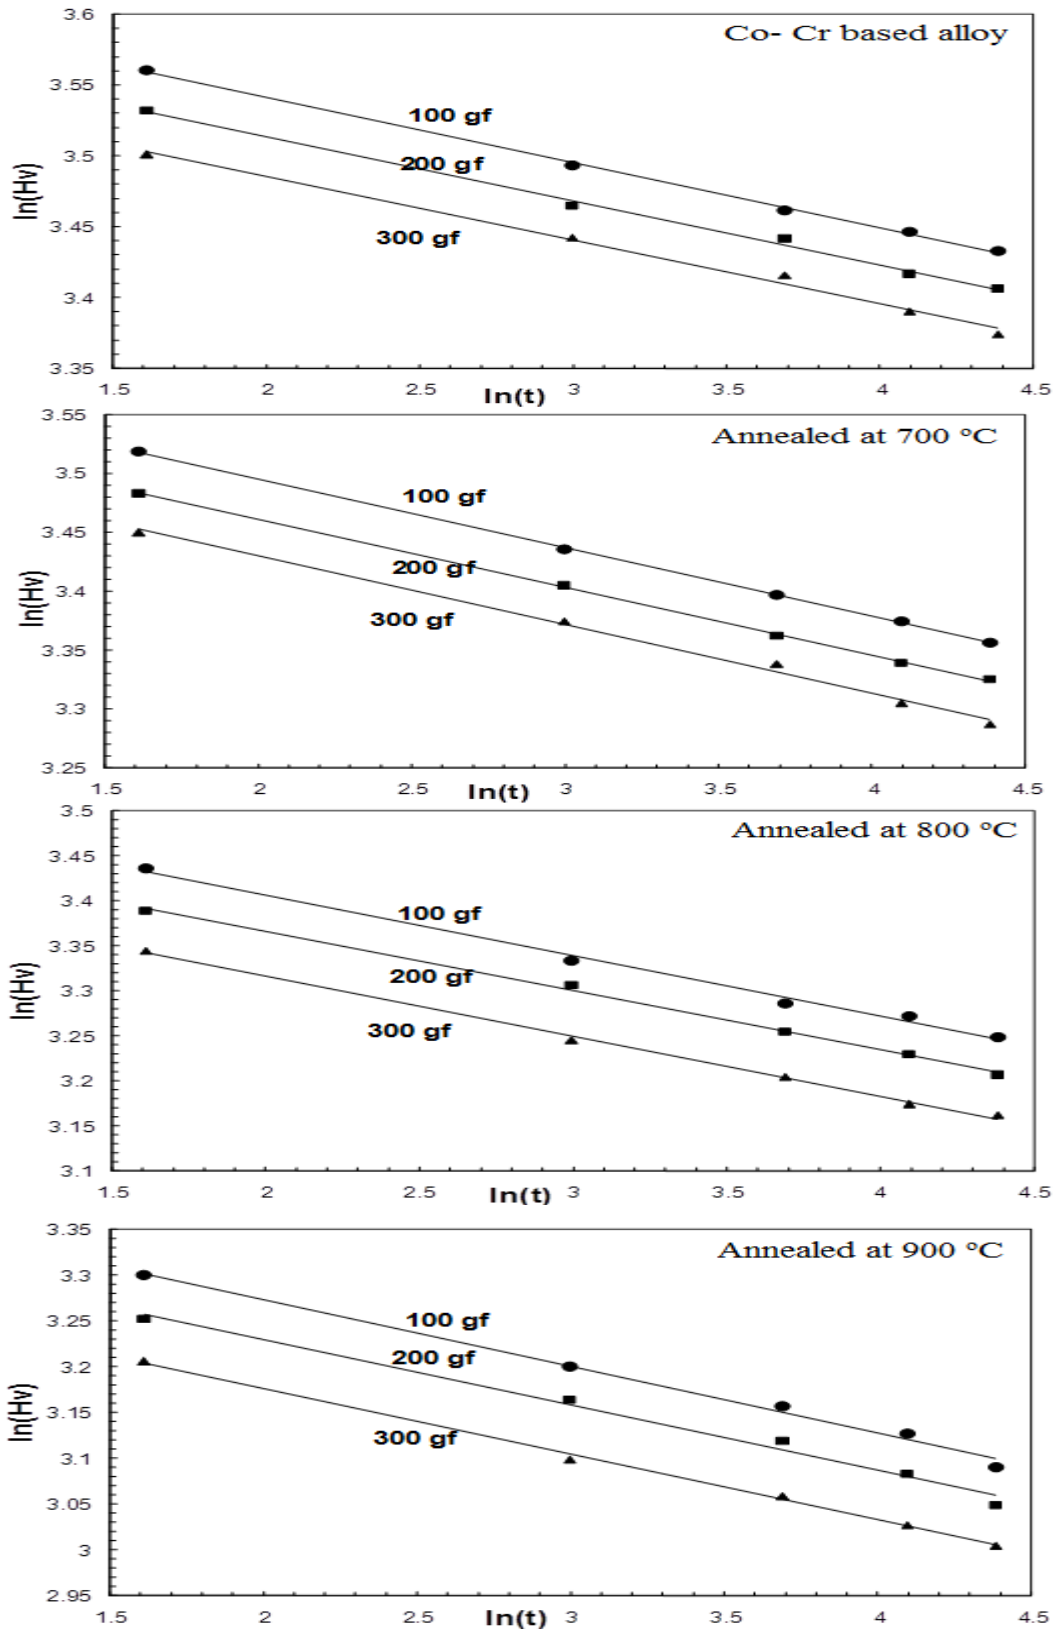 3.6
Co- Cr based alloy
3.55
100 gf
3.5
200 gf
ln(Hv)
3.45
300 gf
3.4
3.35
1.5 2 2.5 3 3.5 4 4.5
ln(t)
3.55
Annealed at 700 °C
3.5
100 gf
3.45
200 gf
ln(Hv)
3.4
300 gf
3.35
3.3
3.25
1.5 2 2.5 3 3.5 4 4.5
ln(t)
3.5
Annealed at 800 °C
3.45
100 gf
3.4
3.35
200 gf
ln(Hv)
3.3
300 gf
3.25
3.2
3.15
3.1
1.5 2 2.5 3 3.5 4 4.5
ln(t)
3.35
Annealed at 900 °C
3.3
100 gf
3.25
200 gf
3.2
ln(Hv)
3.15
300 gf
3.1
3.05
3
2.95
1.5 2 2.5 3 3.5 4 4.5
ln(t)